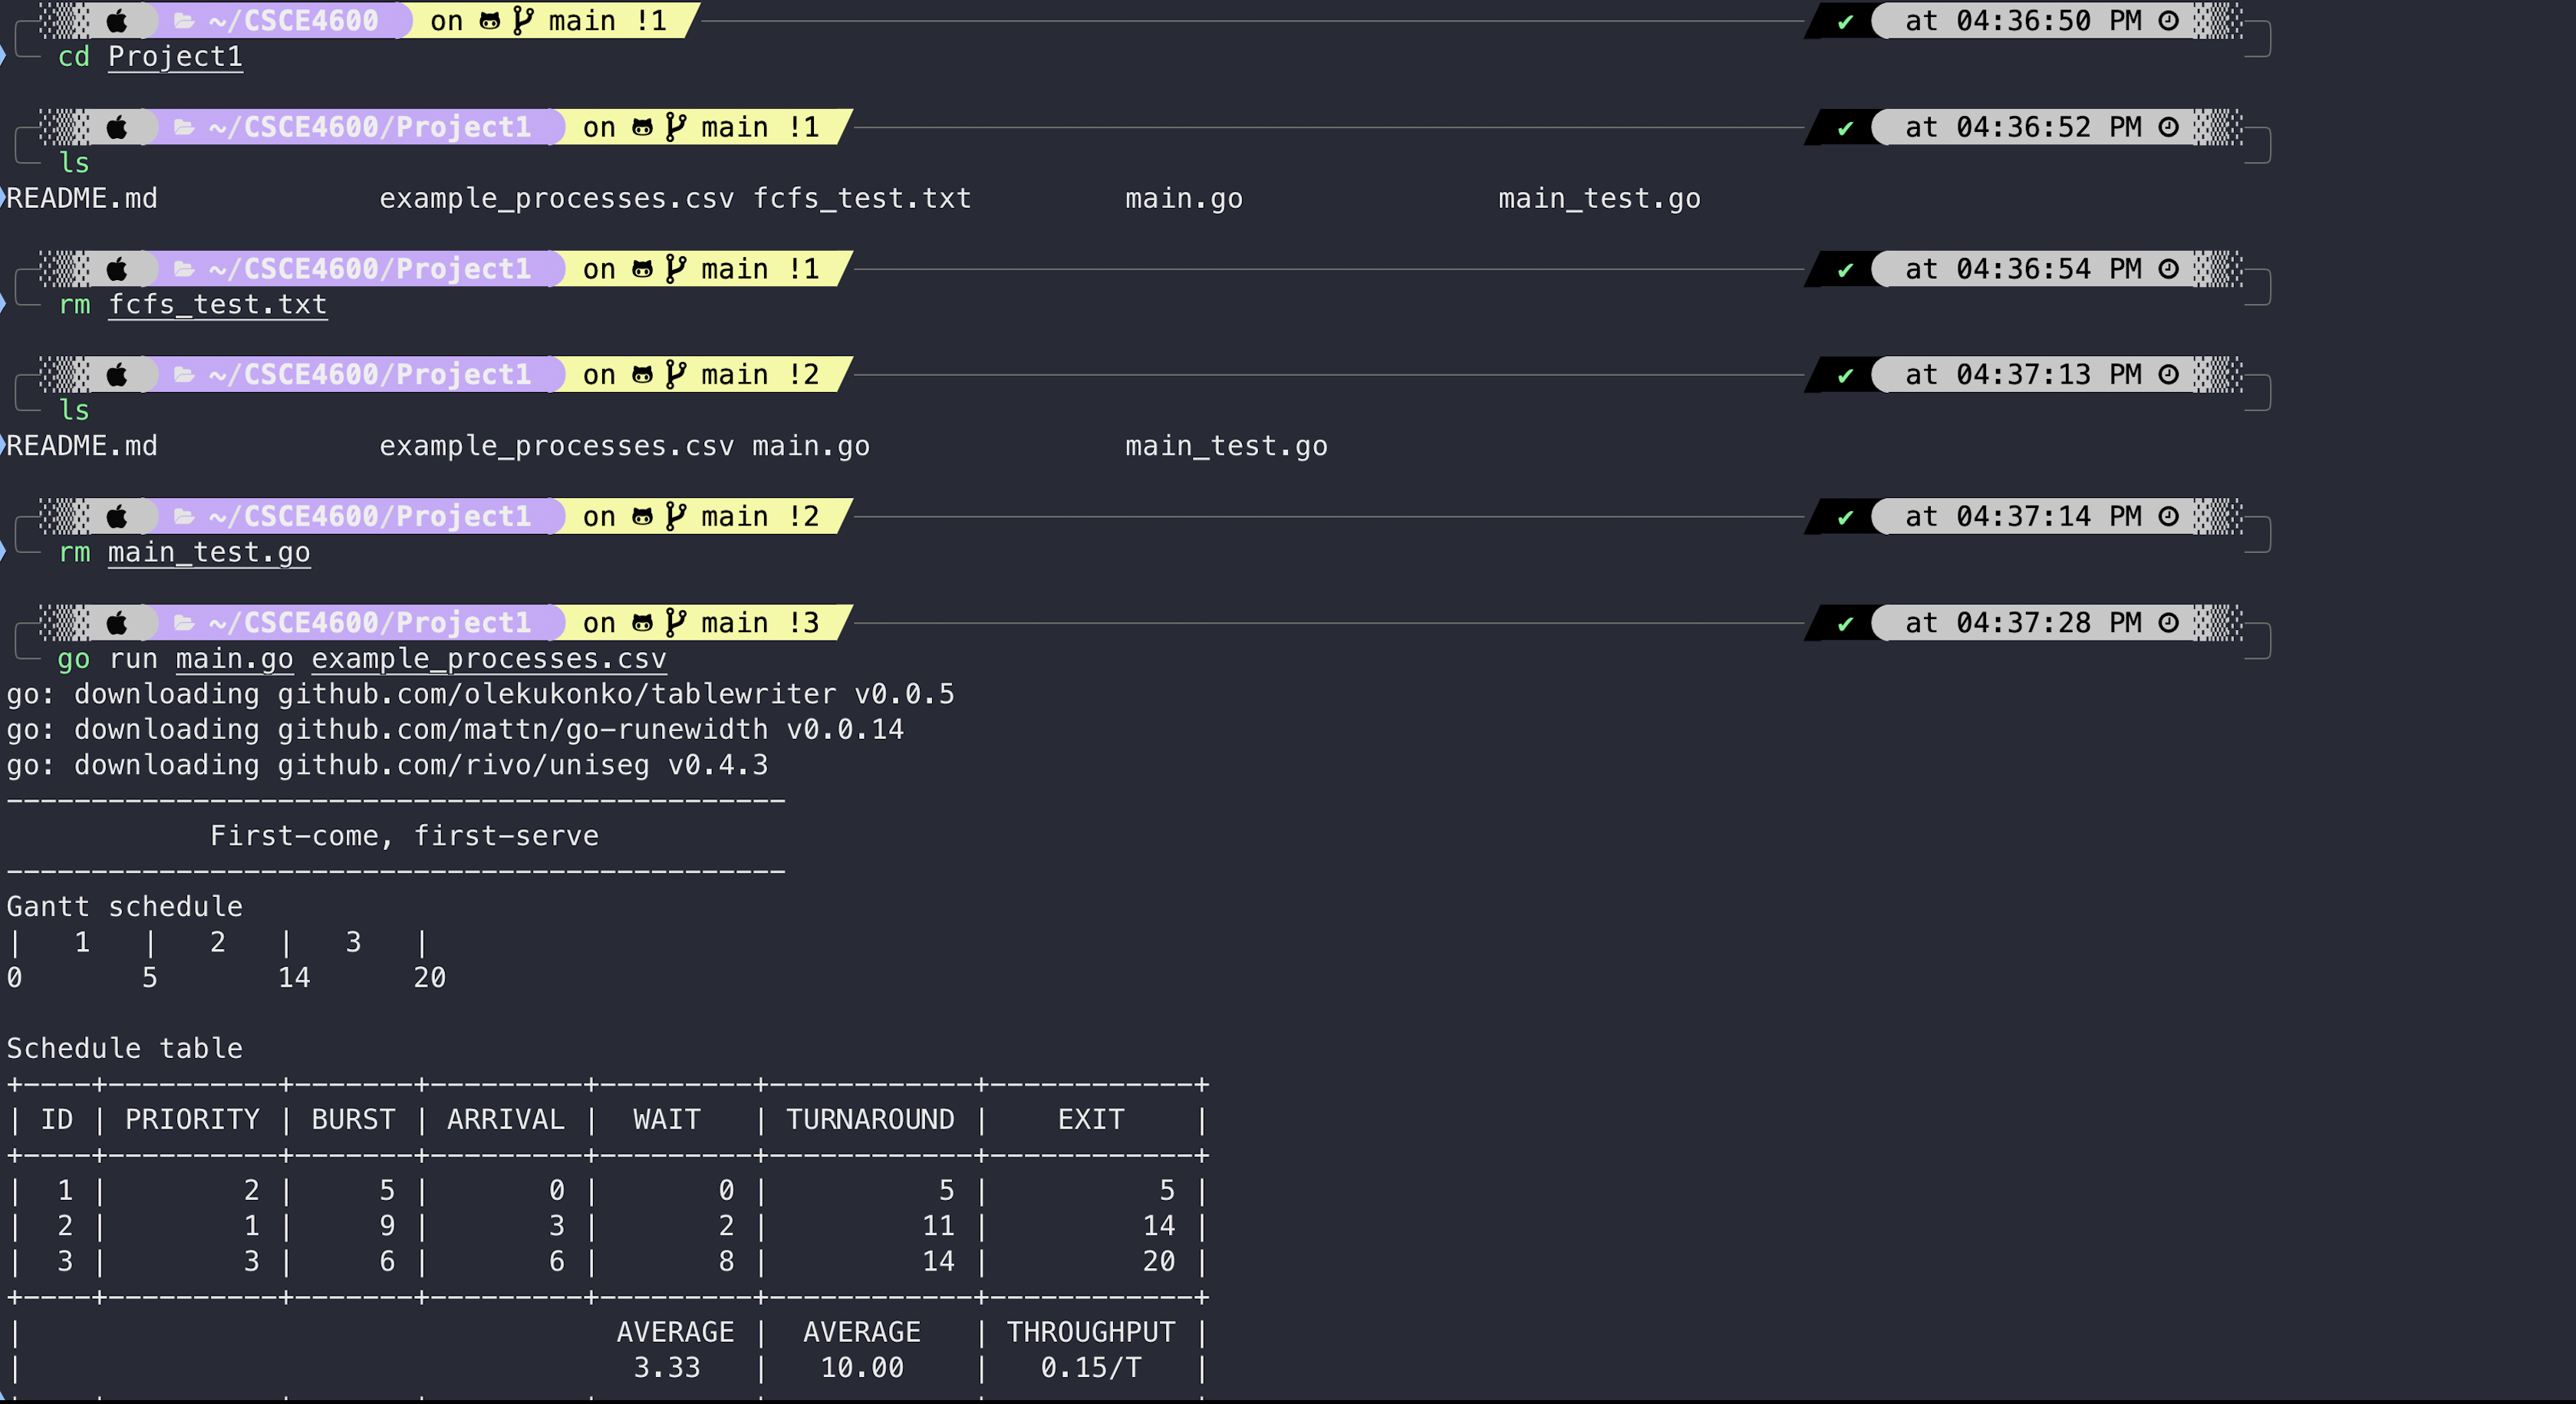 ~/CSCE4600 on main !1 ✔ at 04:36:50 PM
cd Project1
~/CSCE4600/Project1 on main !1 ✔ at 04:36:52 PM
ls
README.md example_processes.csv fcfs_test.txt main.go main_test.go
~/CSCE4600/Project1 on main !1 ✔ at 04:36:54 PM
rm fcfs_test.txt
~/CSCE4600/Project1 on main !2 ✔ at 04:37:13 PM
ls
README.md example_processes.csv main.go main_test.go
~/CSCE4600/Project1 on main !2 ✔ at 04:37:14 PM
rm main_test.go
~/CSCE4600/Project1 on main !3 ✔ at 04:37:28 PM
go run main.go example_processes.csv
go: downloading github.com/olekukonko/tablewriter v0.0.5
go: downloading github.com/mattn/go-runewidth v0.0.14
go: downloading github.com/rivo/uniseg v0.4.3
----------------------------------------------
First-come, first-serve
----------------------------------------------
Gantt schedule
| 1 | 2 | 3 |
0 5 14 20
Schedule table
+----+----------+-------+---------+---------+------------+------------+
| ID | PRIORITY | BURST | ARRIVAL | WAIT | TURNAROUND | EXIT |
+----+----------+-------+---------+---------+------------+------------+
| 1 | 2 | 5 | 0 | 0 | 5 | 5 |
| 2 | 1 | 9 | 3 | 2 | 11 | 14 |
| 3 | 3 | 6 | 6 | 8 | 14 | 20 |
+----+----------+-------+---------+---------+------------+------------+
| AVERAGE | AVERAGE | THROUGHPUT |
| 3.33 | 10.00 | 0.15/T |